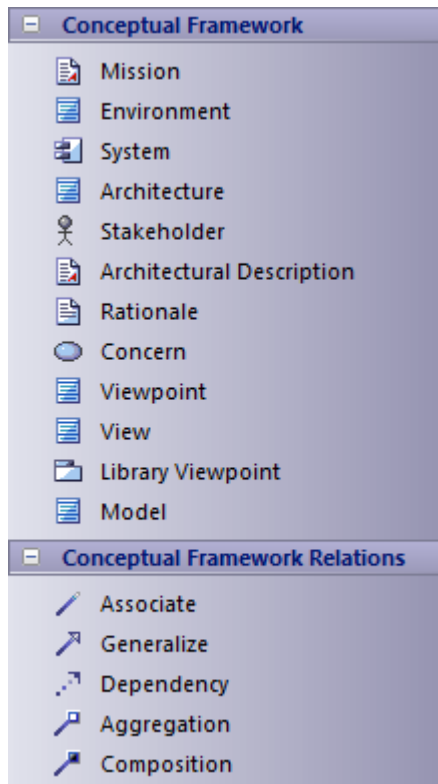 Conceptual Framework
Mission
Environment
System
Architecture
Stakeholder
Architectural Description
Rationale
Concern
Viewpoint
View
Library Viewpoint
Model
Conceptual Framework Relations
Associate
Generalize
Dependency
Aggregation
Composition